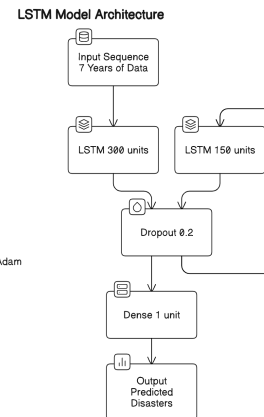 LSTM Model Architecture
Input Sequence
7 Years of Data
LSTM 300 units
LSTM 150 units
Dropout 0.2
Adam
Dense 1 unit
Output
Predicted
Disasters